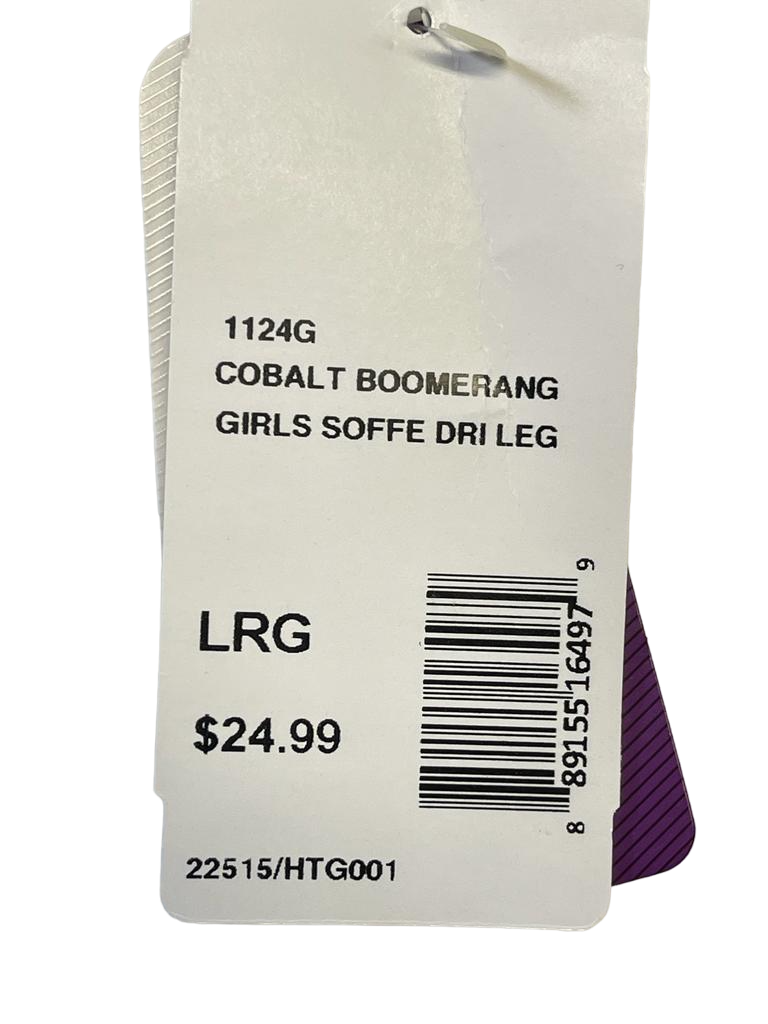 1124G
COBALT BOOMERANG
GIRLS SOFFE DRI LEG
LRG
$24.99
8 89155 16497 9
22515/HTG001